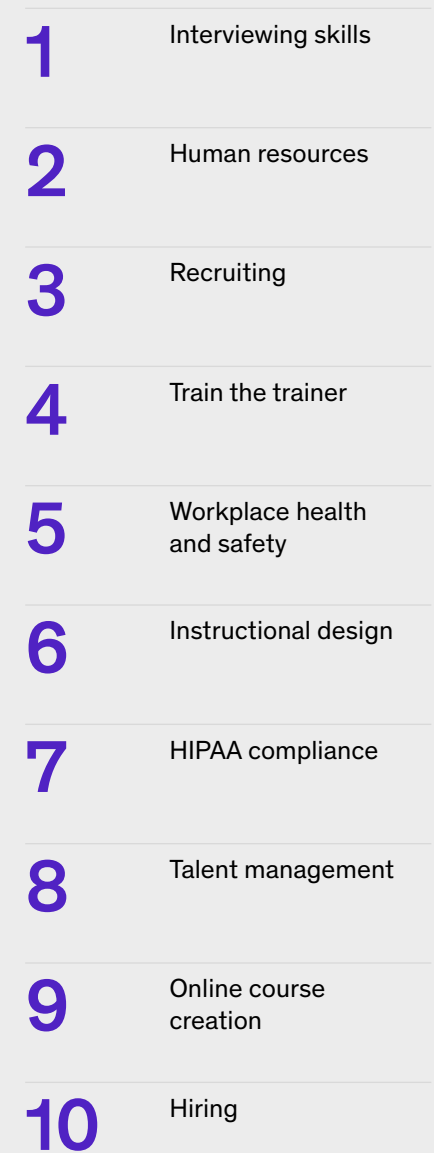 1 Interviewing skills
2 Human resources
3 Recruiting
4 Train the trainer
5 Workplace health
and safety
6 Instructional design
7 HIPAA compliance
8 Talent management
9 Online course
creation
10 Hiring